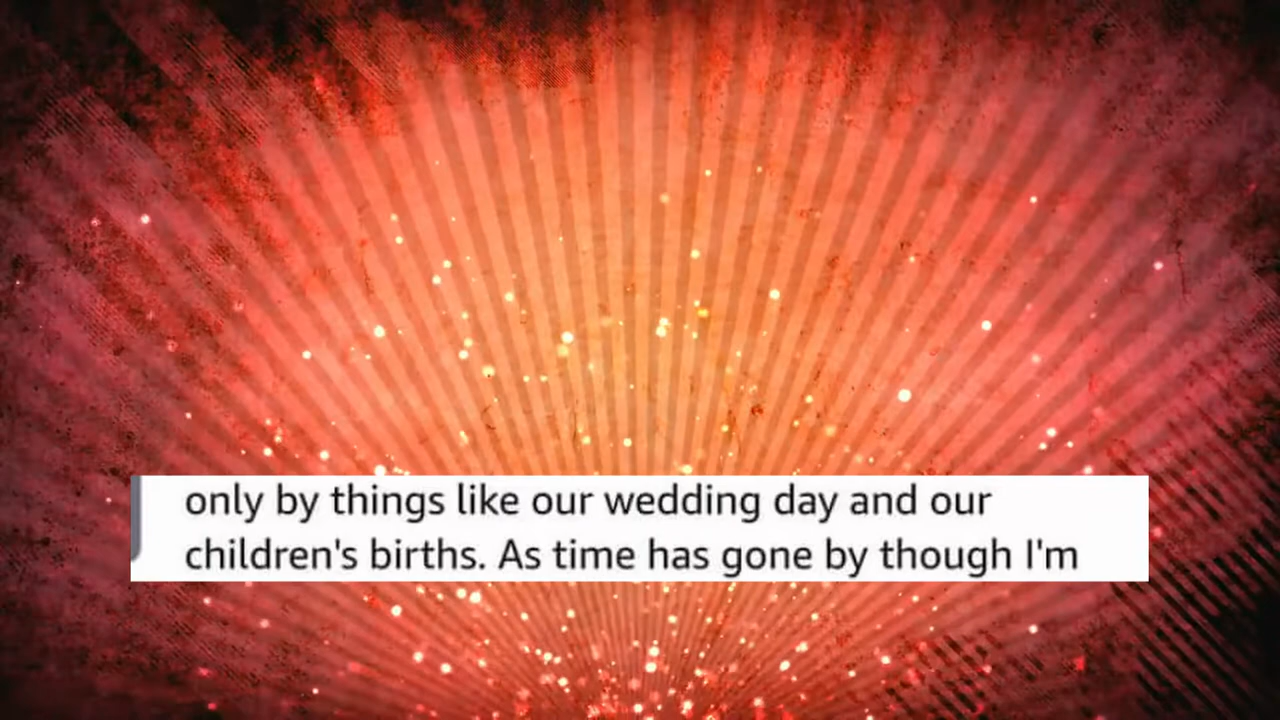 only by things like our wedding day and our
children's births. As time has gone by though I'm